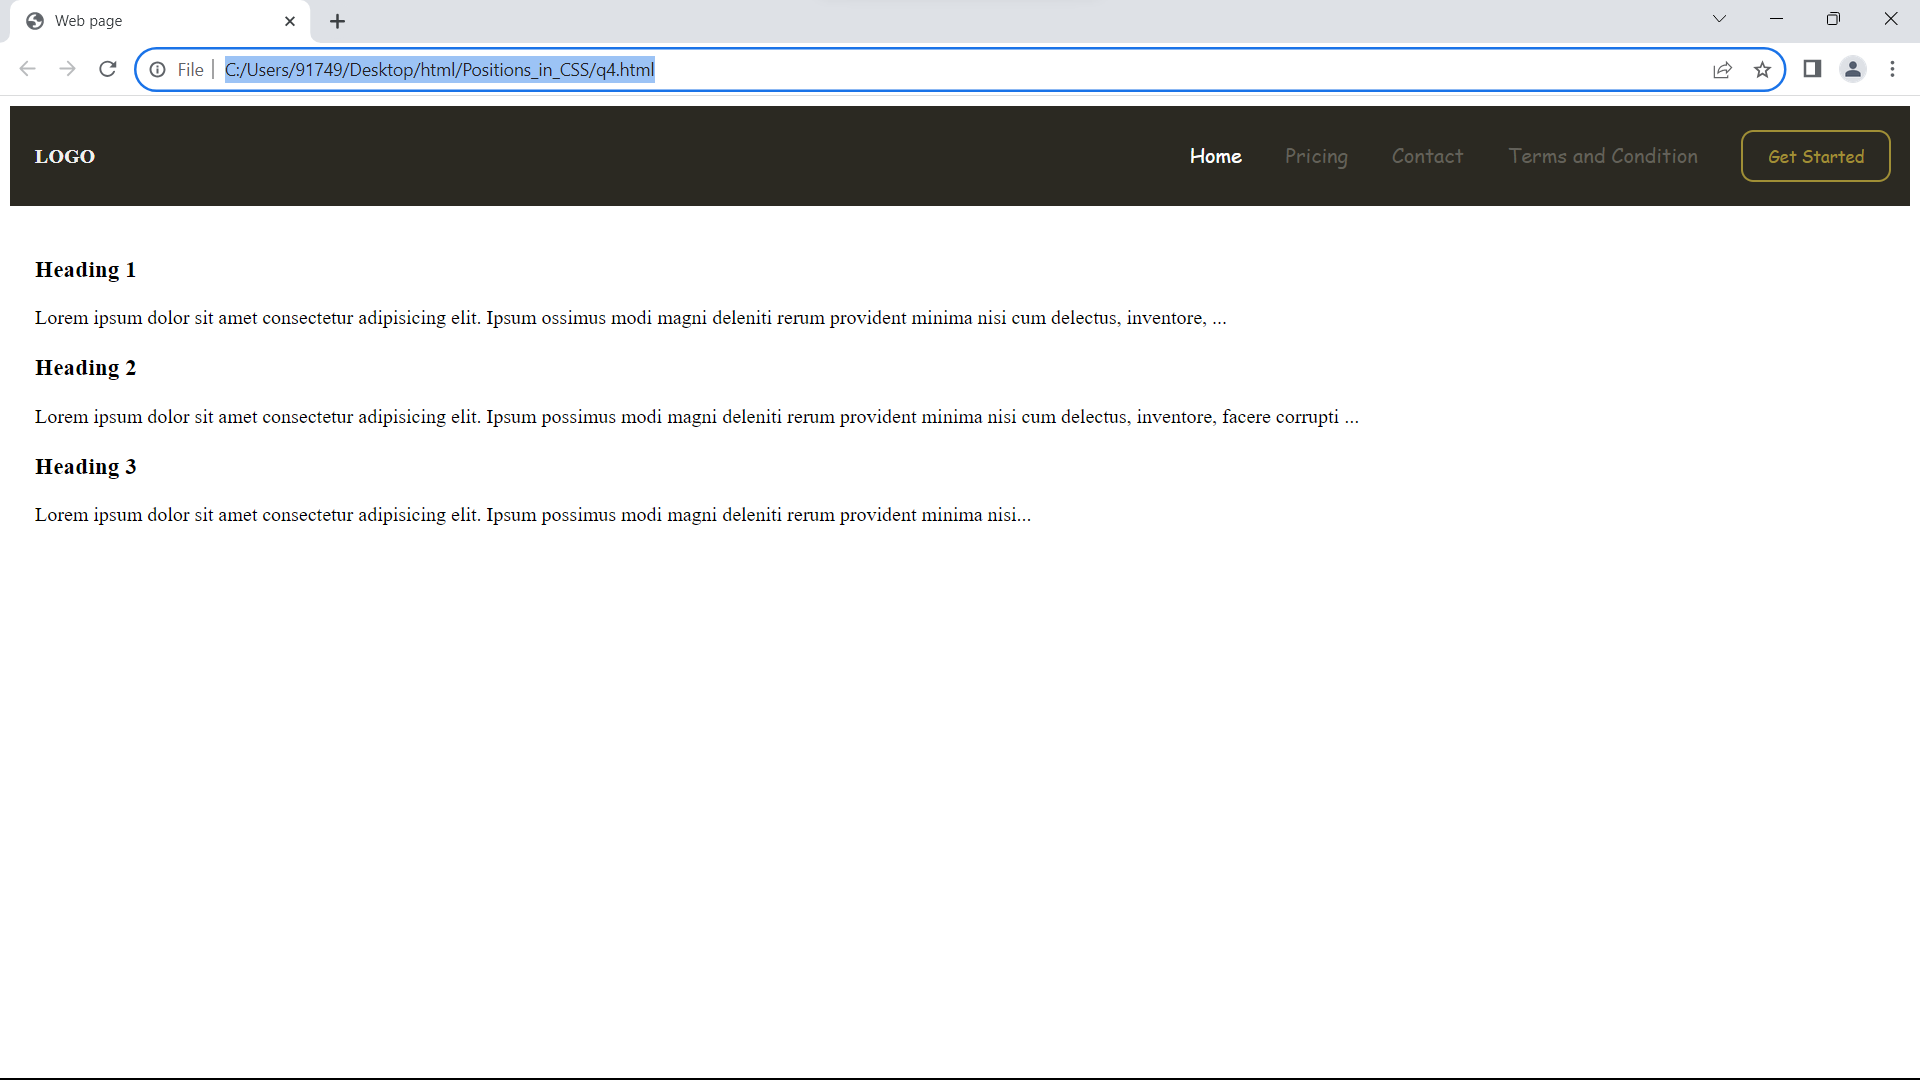 Web page
File C:/Users/91749/Desktop/html/Positions_in_CSS/q4.html
LOGO Home Pricing Contact Terms and Condition Get Started
Heading 1
Lorem ipsum dolor sit amet consectetur adipisicing elit. Ipsum ossimus modi magni deleniti rerum provident minima nisi cum delectus, inventore, ...
Heading 2
Lorem ipsum dolor sit amet consectetur adipisicing elit. Ipsum possimus modi magni deleniti rerum provident minima nisi cum delectus, inventore, facere corrupti ...
Heading 3
Lorem ipsum dolor sit amet consectetur adipisicing elit. Ipsum possimus modi magni deleniti rerum provident minima nisi...